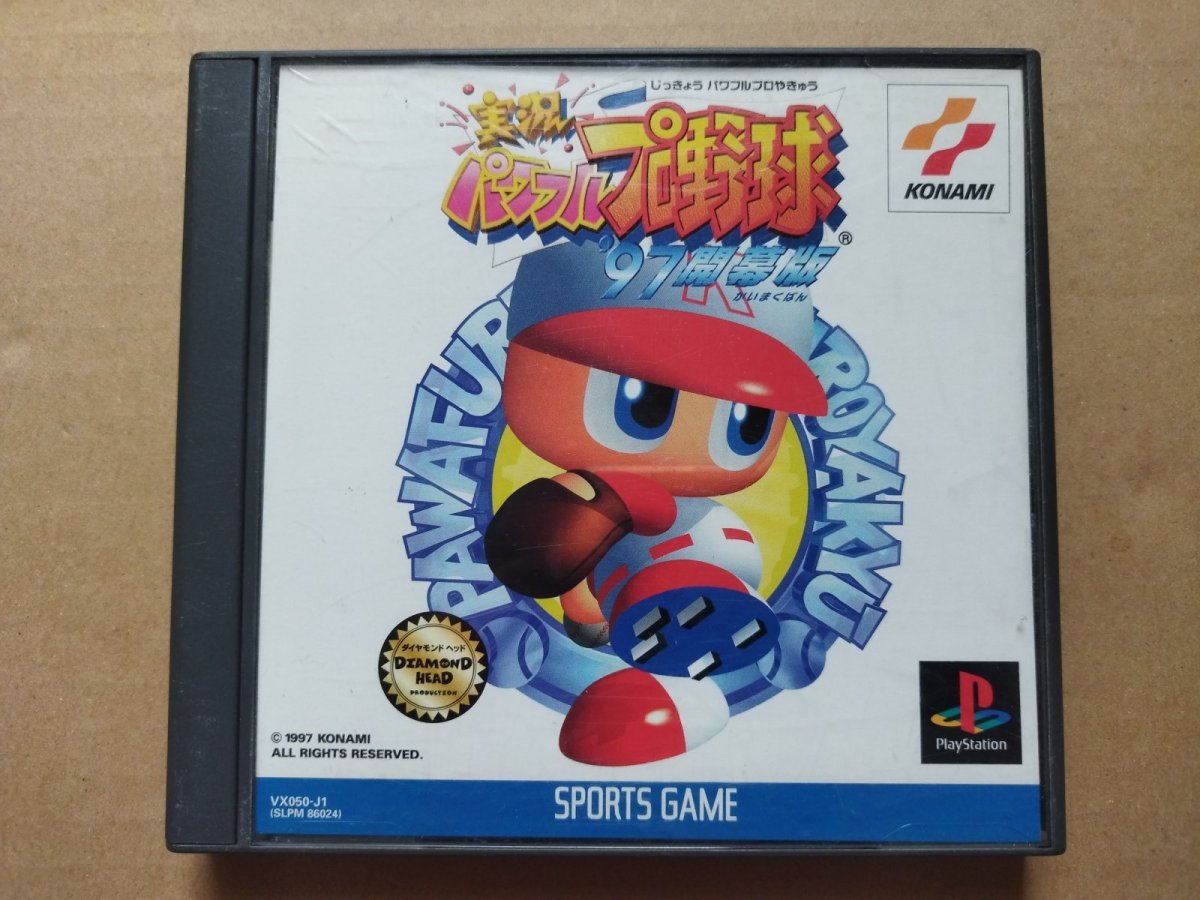 じっきょう パワフルプロやきゅう
実況
パワフルプロ野球®
'97開幕版
かいまくばん
KONAMI
PAWAFURU
PUROYAKYU
ダイヤモンド ヘッド
DIAMOND
HEAD
PRODUCTION
© 1997 KONAMI
ALL RIGHTS RESERVED.
PlayStation
VX050-J1
(SLPM 86024)
SPORTS GAME